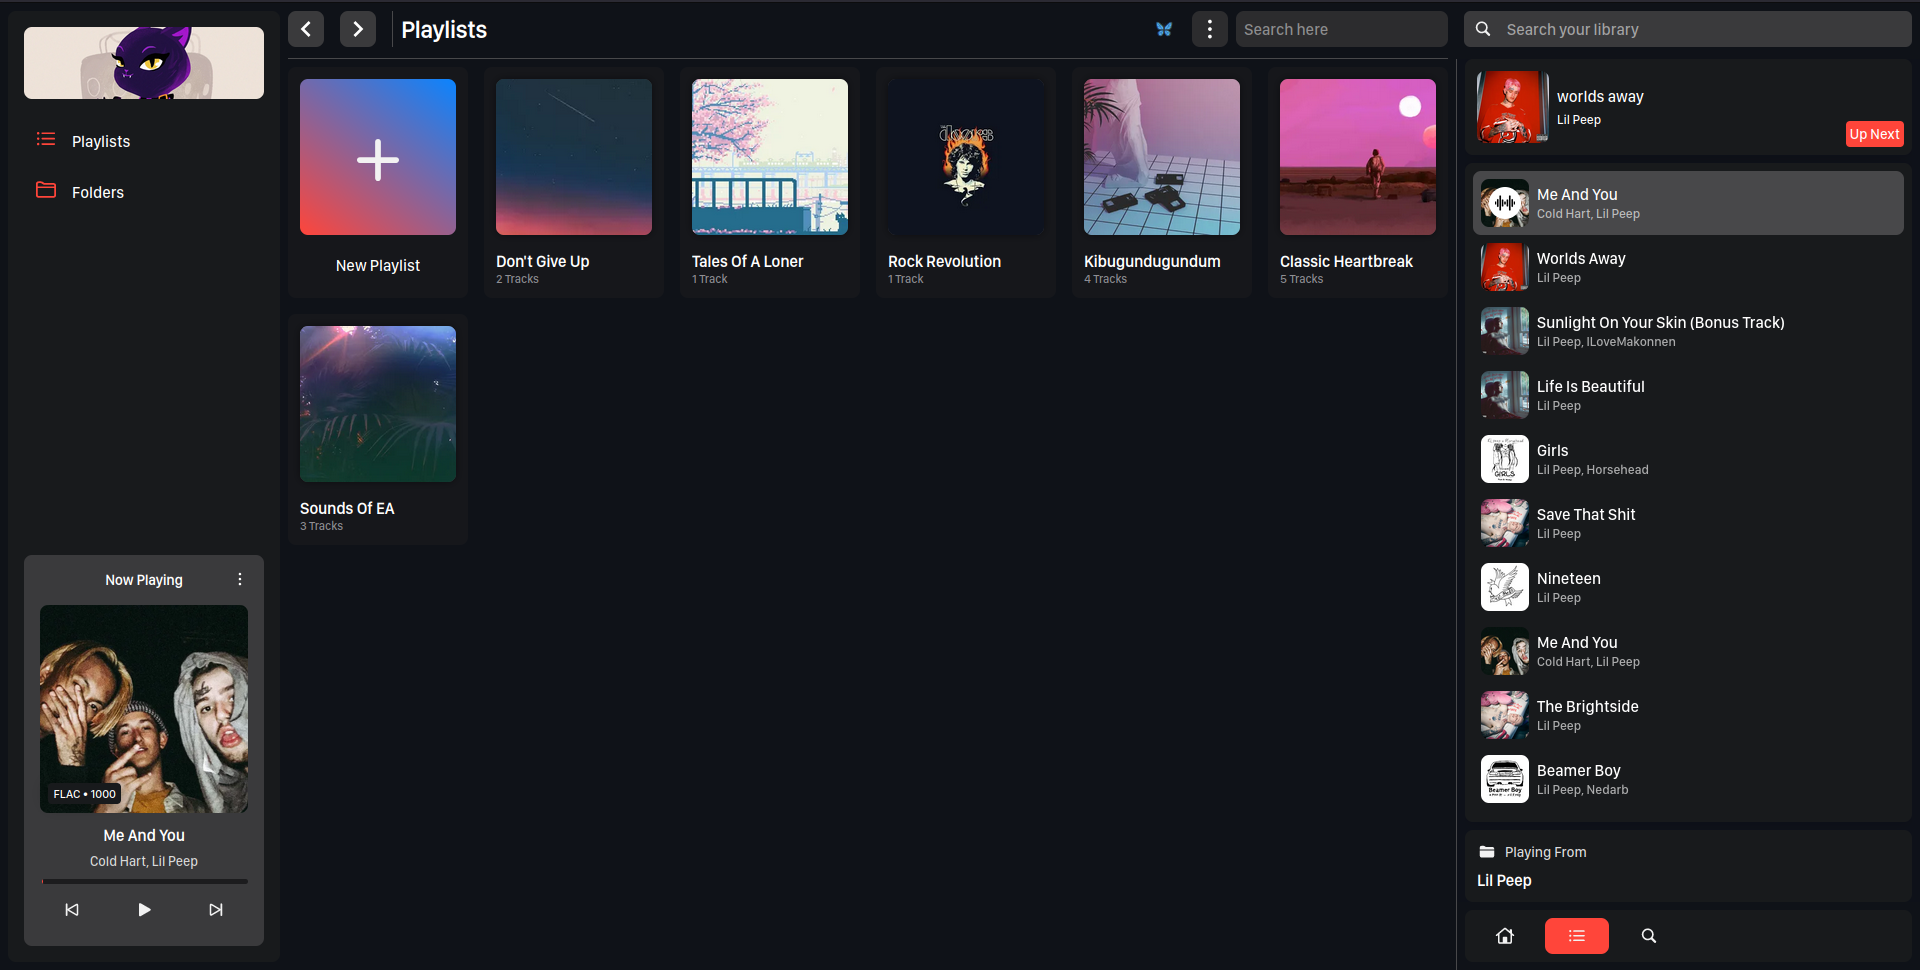 Playlists
Folders
Now Playing
FLAC • 1000
Me And You
Cold Hart, Lil Peep
Playlists
Search here
New Playlist
Don't Give Up
2 Tracks
Tales Of A Loner
1 Track
Rock Revolution
1 Track
Kibugundugundum
4 Tracks
Classic Heartbreak
5 Tracks
Sounds Of EA
3 Tracks
Search your library
worlds away
Lil Peep
Up Next
Me And You
Cold Hart, Lil Peep
Worlds Away
Lil Peep
Sunlight On Your Skin (Bonus Track)
Lil Peep, ILoveMakonnen
Life Is Beautiful
Lil Peep
GIRLS
Girls
Lil Peep, Horsehead
Save That Shit
Lil Peep
Nineteen
Lil Peep
Me And You
Cold Hart, Lil Peep
The Brightside
Lil Peep
Beamer Boy
Beamer Boy
Lil Peep, Nedarb
Playing From
Lil Peep